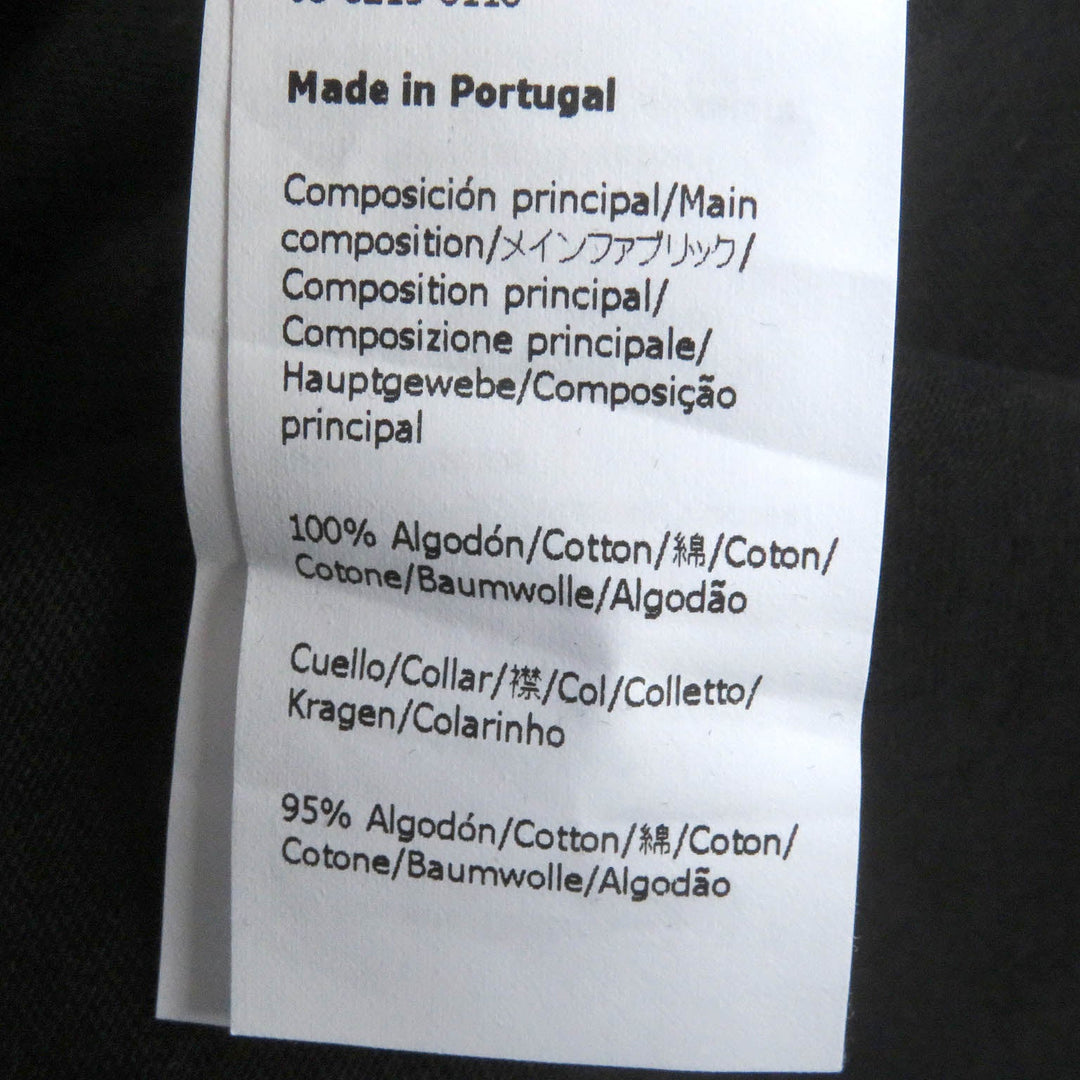 Made in Portugal
Composición principal/Main
composition/メインファブリック/
Composition principal/
Composizione principale/
Hauptgewebe/Composição
principal
100% Algodón/Cotton/綿/Coton/
Cotone/Baumwolle/Algodão
Cuello/Collar/襟/Col/Colletto/
Kragen/Colarinho
95% Algodón/Cotton/綿/Coton/
Cotone/Baumwolle/Algodão